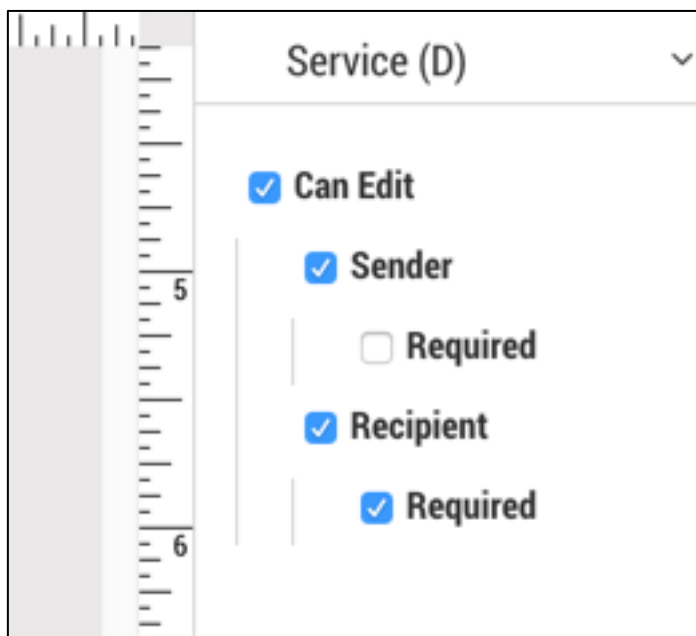 Service (D)
Can Edit
Sender
5
Required
Recipient
Required
6